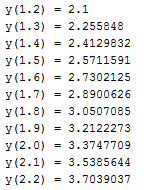 y(1.2) = 2.1
y(1.3) = 2.255848
y(1.4) = 2.4129832
y(1.5) = 2.5711591
y(1.6) = 2.7302125
y(1.7) = 2.8900626
y(1.8) = 3.0507085
y(1.9) = 3.2122273
y(2.0) = 3.3747709
y(2.1) = 3.5385644
y(2.2) = 3.7039037